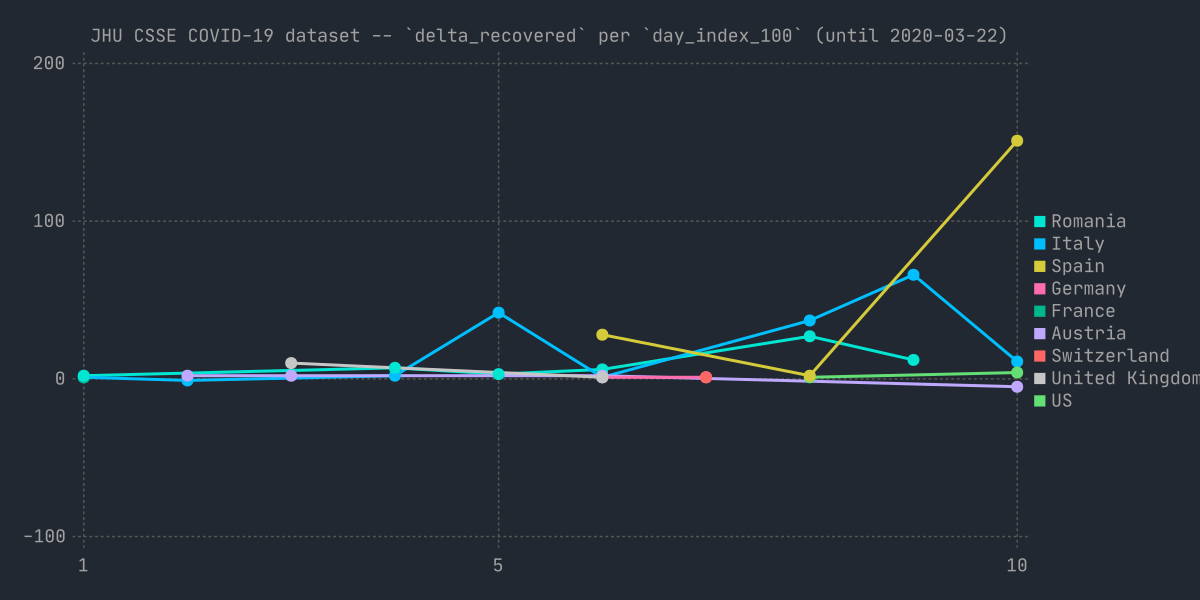 JHU CSSE COVID-19 dataset -- `delta_recovered` per `day_index_100` (until 2020-03-22)
200
100
0
-100
1
5
10
Romania
Italy
Spain
Germany
France
Austria
Switzerland
United Kingdom
US